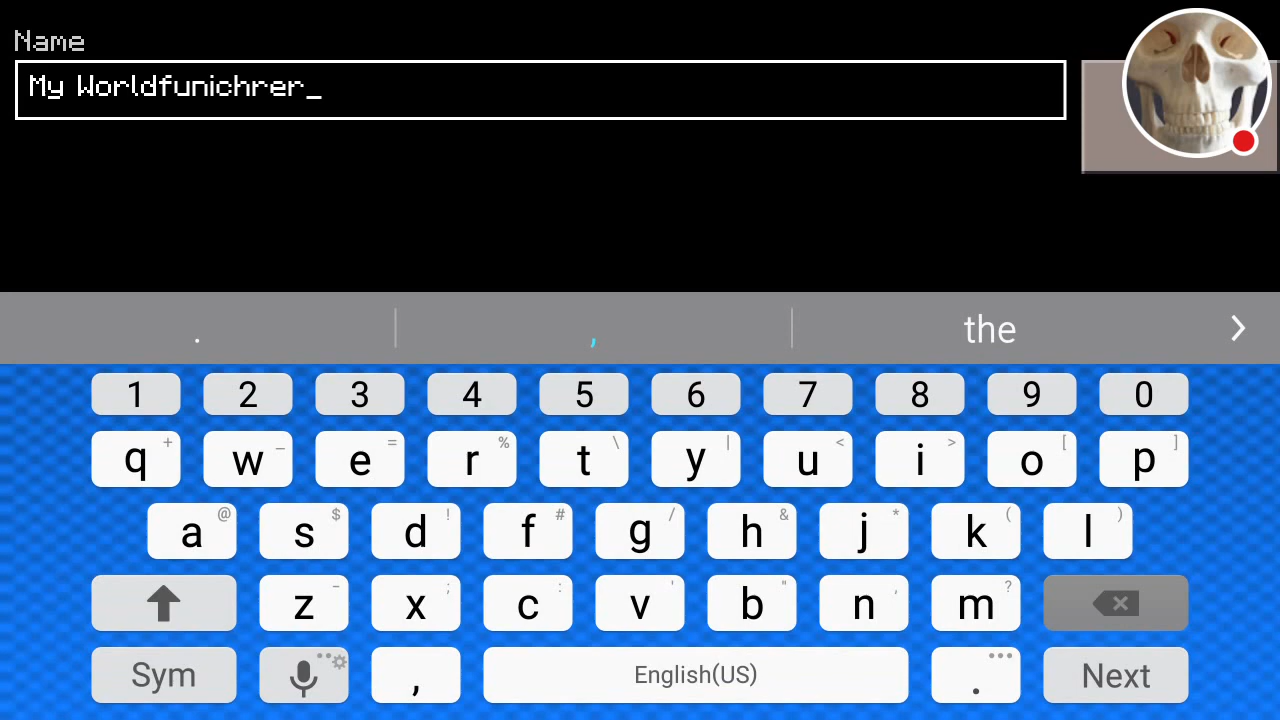 Name
My Worldfunichrer_
. , the
1 2 3 4 5 6 7 8 9 0
q + w _ e = r % t \ y | u < i > o [ p ]
a @ s $ d ! f # g / h & j * k ( l )
z - x ; c : v ' b " n , m ?
Sym , English(US) . Next